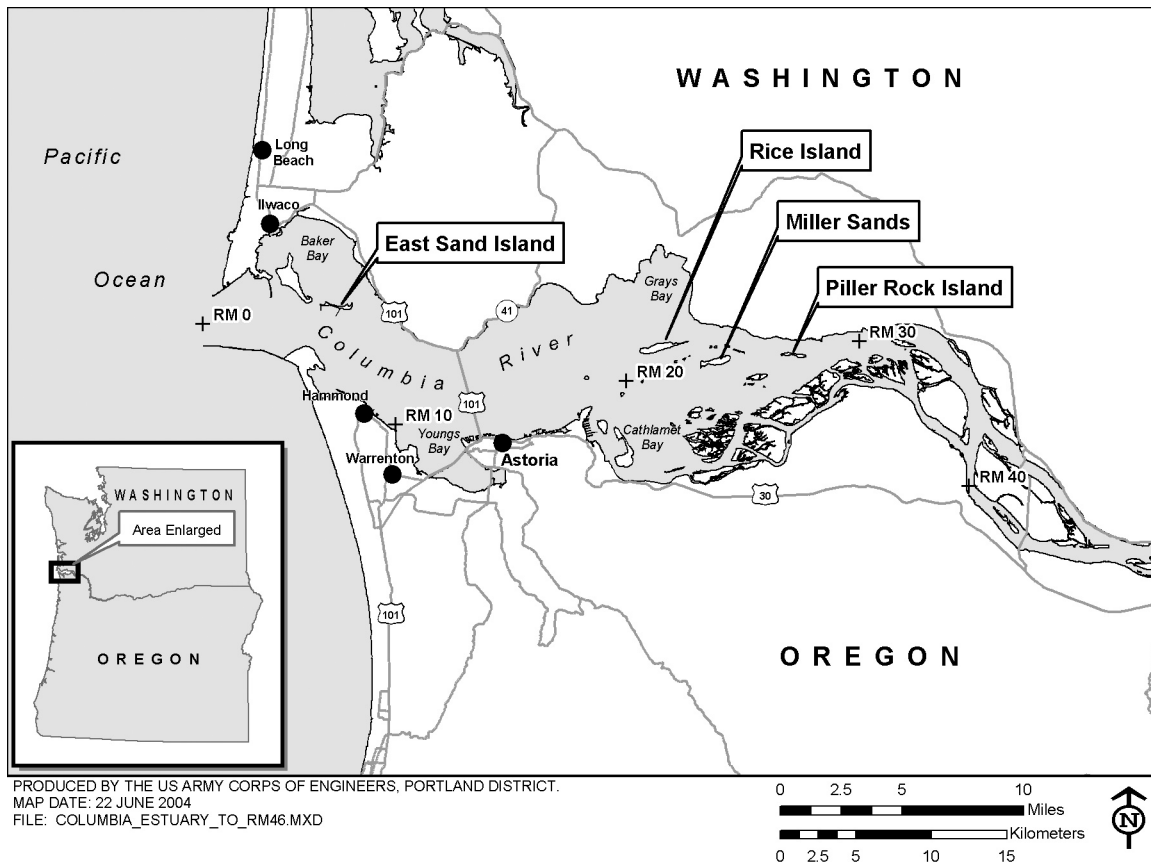 WASHINGTON
Pacific
Ocean
Long
Beach
Ilwaco
Baker
Bay
East Sand Island
Rice Island
Miller Sands
Piller Rock Island
Grays
Bay
101
41
RM 0
Columbia
River
RM 30
RM 20
Hammond
RM 10
101
Youngs
Bay
Cathlamet
Bay
Warrenton
Astoria
30
RM 40
WASHINGTON
Area Enlarged
OREGON
101
OREGON
PRODUCED BY THE US ARMY CORPS OF ENGINEERS, PORTLAND DISTRICT.
MAP DATE: 22 JUNE 2004
FILE: COLUMBIA_ESTUARY_TO_RM46.MXD
0 2.5 5 10
Miles
Kilometers
0 2.5 5 10 15
N